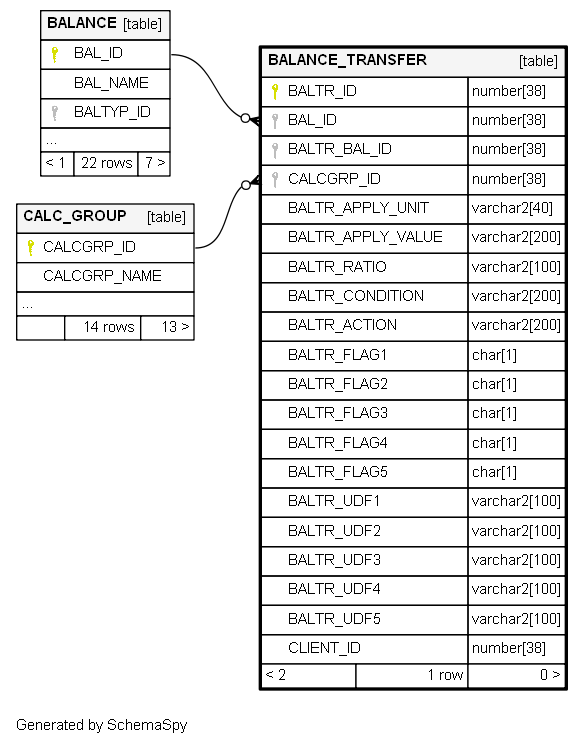 BALANCE [table]
BAL_ID
BAL_NAME
BALTYP_ID
...
< 1 22 rows 7 >
CALC_GROUP [table]
CALCGRP_ID
CALCGRP_NAME
...
14 rows 13 >
BALANCE_TRANSFER [table]
BALTR_ID number[38]
BAL_ID number[38]
BALTR_BAL_ID number[38]
CALCGRP_ID number[38]
BALTR_APPLY_UNIT varchar2[40]
BALTR_APPLY_VALUE varchar2[200]
BALTR_RATIO varchar2[100]
BALTR_CONDITION varchar2[200]
BALTR_ACTION varchar2[200]
BALTR_FLAG1 char[1]
BALTR_FLAG2 char[1]
BALTR_FLAG3 char[1]
BALTR_FLAG4 char[1]
BALTR_FLAG5 char[1]
BALTR_UDF1 varchar2[100]
BALTR_UDF2 varchar2[100]
BALTR_UDF3 varchar2[100]
BALTR_UDF4 varchar2[100]
BALTR_UDF5 varchar2[100]
CLIENT_ID number[38]
< 2 1 row 0 >
Generated by SchemaSpy